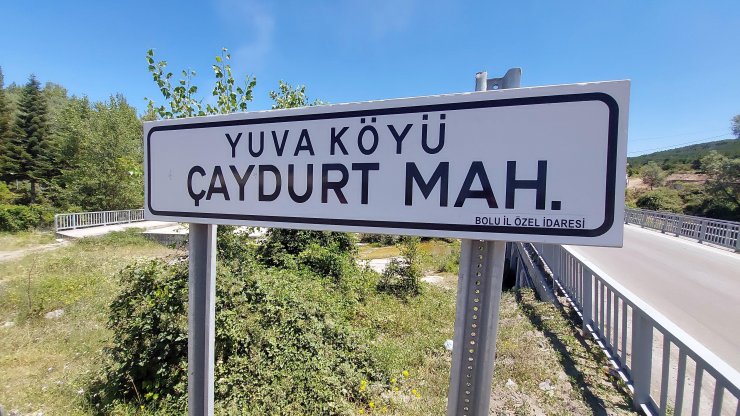 YUVA KÖYÜ
ÇAYDURT MAH.
BOLU İL ÖZEL İDARESİ